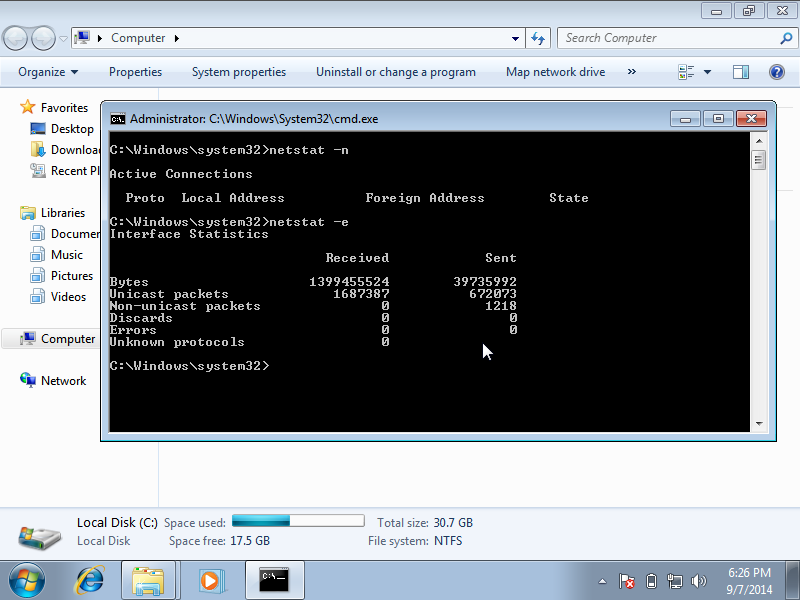 Computer
Search Computer
Organize Properties System properties Uninstall or change a program Map network drive »
Favorites
Desktop
Recent Pl
Libraries
Music
Pictures
Videos
Computer
Network
Administrator: C:\Windows\System32\cmd.exe
C:\Windows\system32>netstat -n
Active Connections
Proto Local Address Foreign Address State
C:\Windows\system32>netstat -e
Interface Statistics
Received Sent
Bytes 1399455524 39735992
Unicast packets 1687387 672073
Non-unicast packets 0 1218
Discards 0 0
Errors 0 0
Unknown protocols 0
C:\Windows\system32>
Local Disk (C:) Space used: Total size: 30.7 GB
Local Disk Space free: 17.5 GB File system: NTFS
6:26 PM
9/7/2014